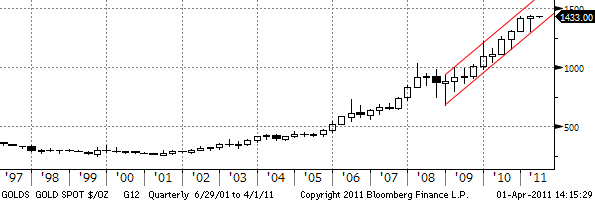 1500
1433.00
1000
500
'97 '98 '99 '00 '01 '02 '03 '04 '05 '06 '07 '08 '09 '10 '11
GOLDS GOLD SPOT $/OZ G12 Quarterly 6/29/01 to 4/1/11 Copyright 2011 Bloomberg Finance L.P. 01-Apr-2011 14:15:29